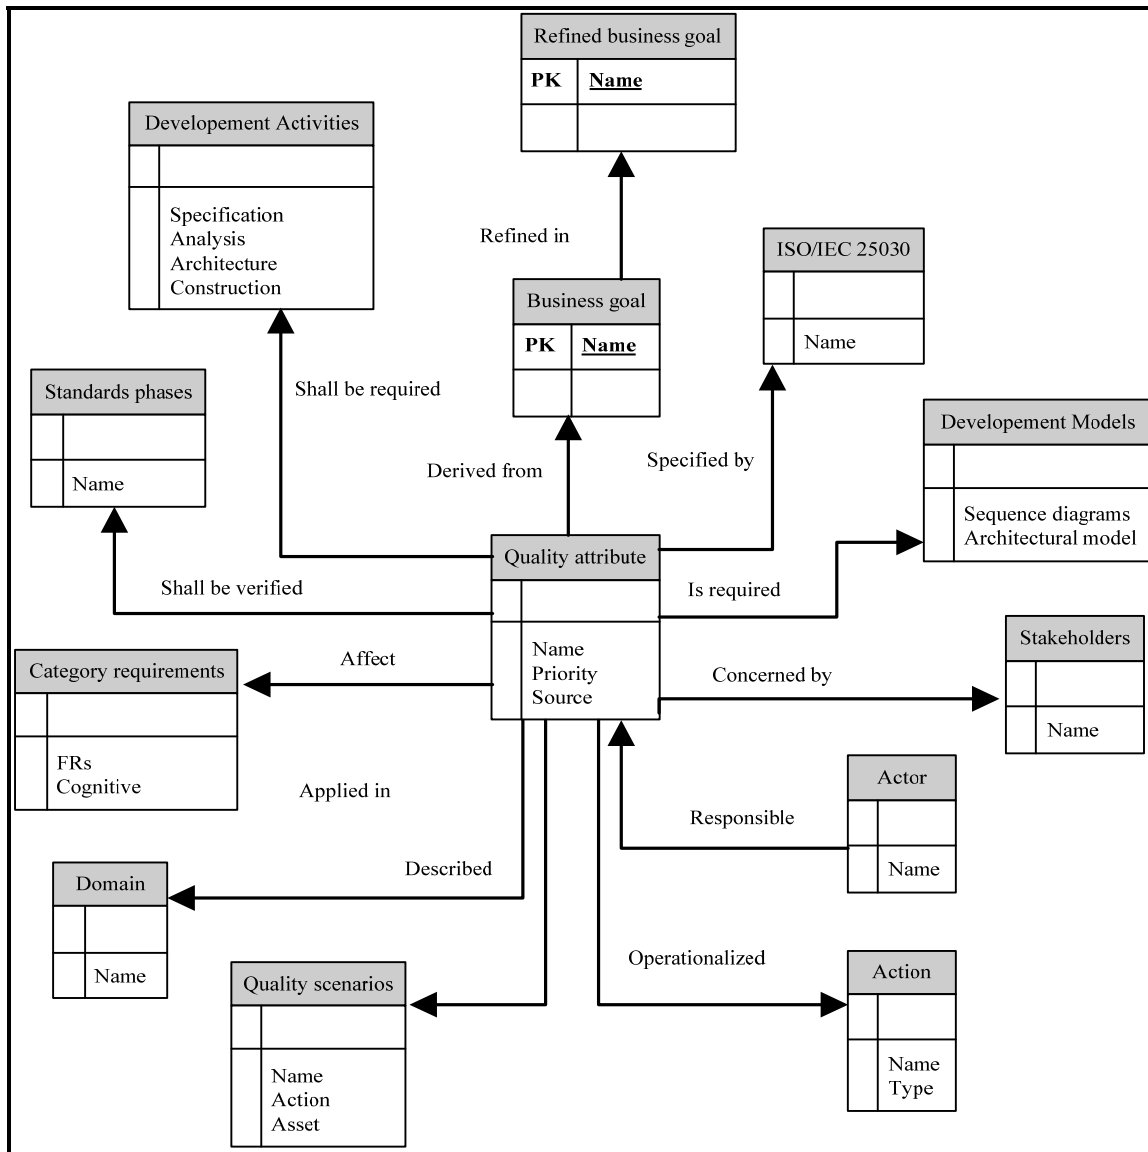 Refined business goal
PK Name
Developement Activities
Specification
Analysis
Architecture
Construction
Refined in
ISO/IEC 25030
Name
Business goal
PK Name
Standards phases
Name
Shall be required
Derived from
Specified by
Developement Models
Sequence diagrams
Architectural model
Quality attribute
Name
Priority
Source
Shall be verified
Is required
Category requirements
FRs
Cognitive
Affect
Concerned by
Stakeholders
Name
Applied in
Responsible
Actor
Name
Described
Domain
Name
Operationalized
Action
Name
Type
Quality scenarios
Name
Action
Asset